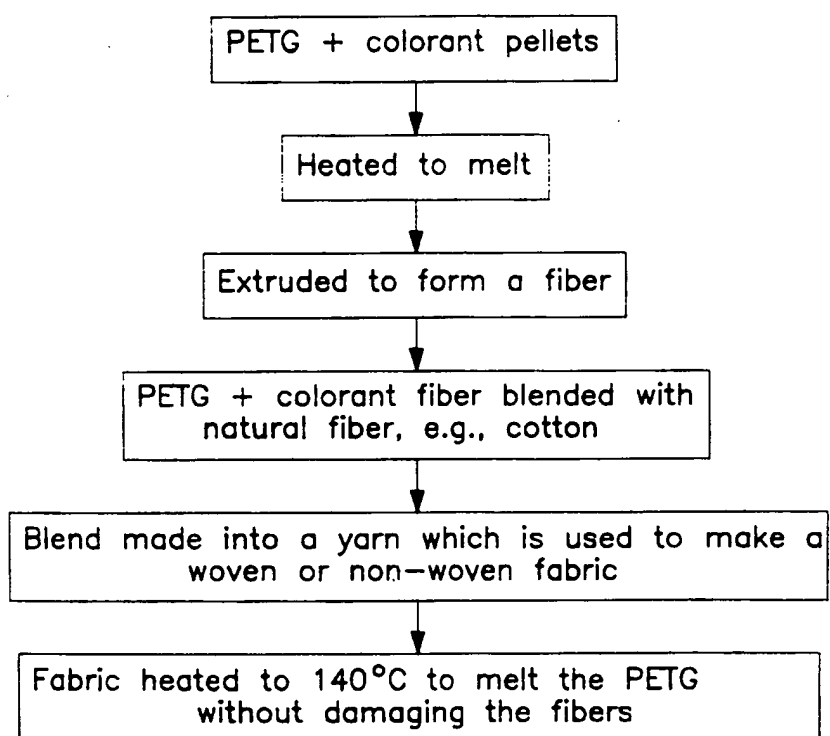 PETG + colorant pellets
Heated to melt
Extruded to form a fiber
PETG + colorant fiber blended with
natural fiber, e.g., cotton
Blend made into a yarn which is used to make a
woven or non-woven fabric
Fabric heated to 140°C to melt the PETG
without damaging the fibers